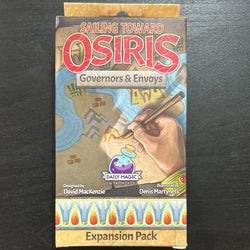 SAILING TOWARD
OSIRIS
Governors & Envoys
DAILY MAGIC
Designed by
David MacKenzie
Illustrated by
Denis Martynets
Expansion Pack